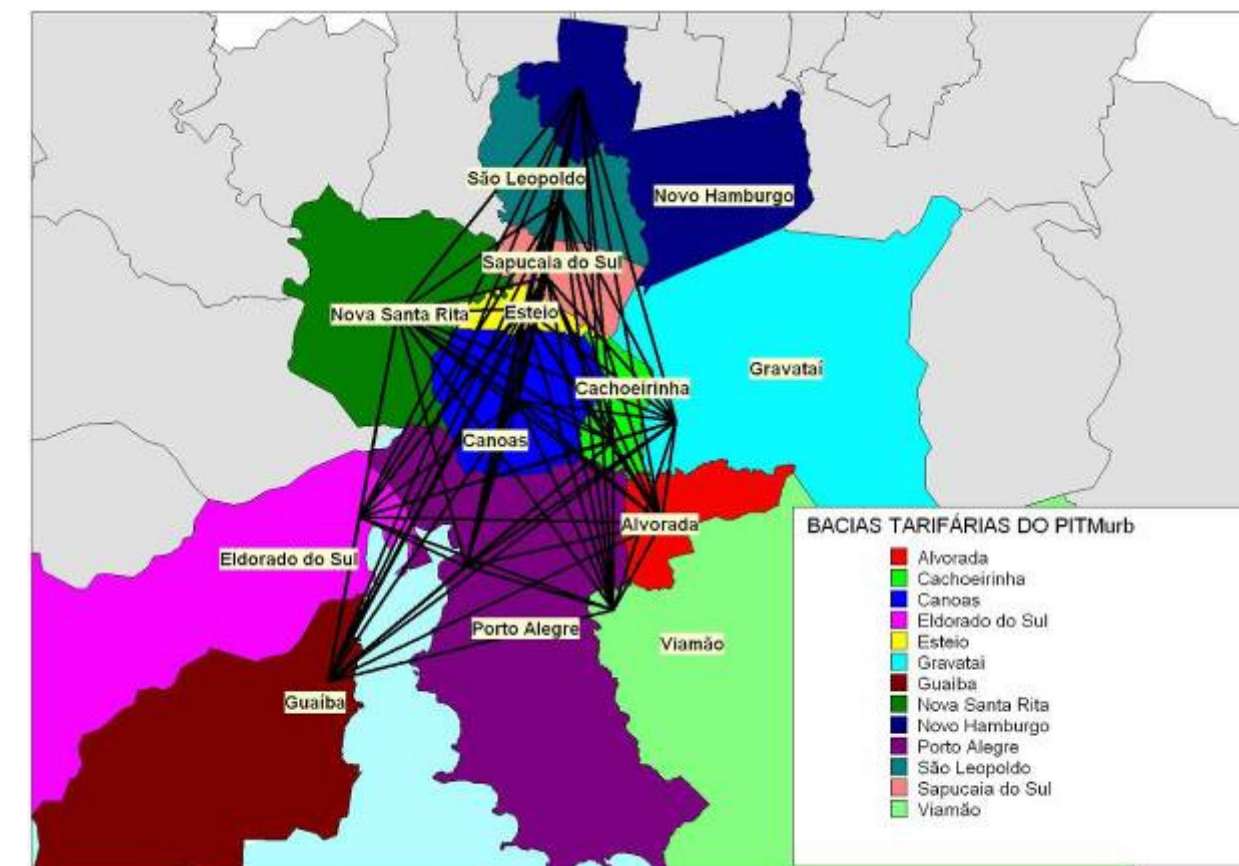 São Leopoldo
Novo Hamburgo
Sapucaia do Sul
Nova Santa Rita
Esteio
Gravatai
Cachoeirinha
Canoas
Alvorada
Eldorado do Sul
Porto Alegre
Viamão
Guaíba
BACIAS TARIFÁRIAS DO PITMurb
Alvorada
Cachoeirinha
Canoas
Eldorado do Sul
Esteio
Gravatai
Guaíba
Nova Santa Rita
Novo Hamburgo
Porto Alegre
São Leopoldo
Sapucaia do Sul
Viamão